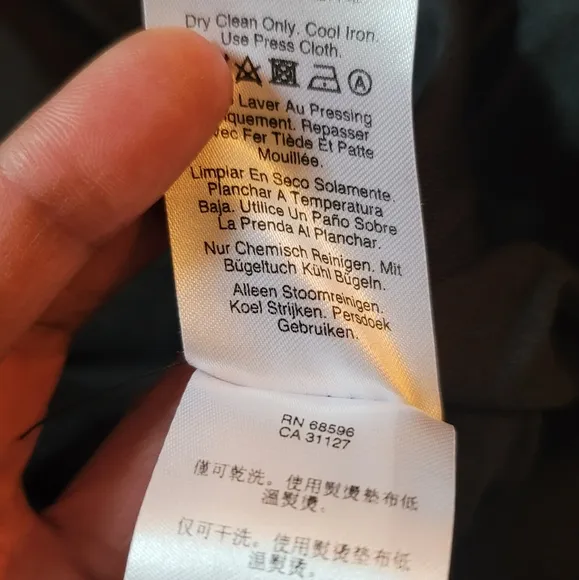 Dry Clean Only. Cool Iron.
Use Press Cloth.
A
Laver Au Pressing
Repasser
Fer Tiède Et Patte
Mouillée.
Limpiar En Seco Solamente.
Planchar A Temperatura
Baja. Utilice Un Paño Sobre
La Prenda Al Planchar.
Nur Chemisch Reinigen. Mit
Bügeltuch Kühl Bügeln.
Alleen Stoomreinigen.
Koel Strijken. Persdoek
Gebruiken.
RN 68596
CA 31127
僅可乾洗。使用熨燙墊布低
溫熨燙。
仅可干洗。使用熨烫垫布低
温熨烫。